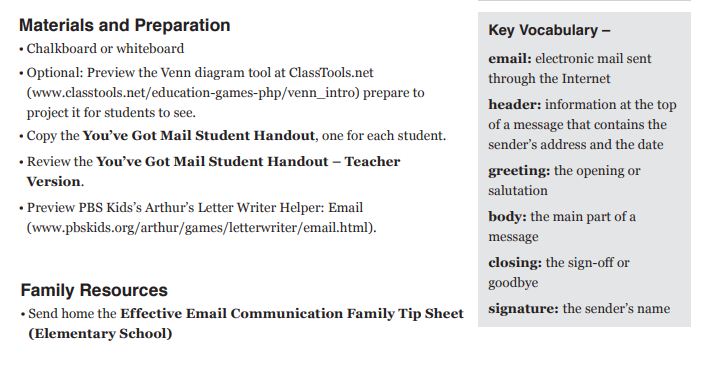 Materials and Preparation
• Chalkboard or whiteboard
• Optional: Preview the Venn diagram tool at ClassTools.net
(www.classtools.net/education-games-php/venn_intro) prepare to
project it for students to see.
• Copy the You've Got Mail Student Handout, one for each student.
• Review the You've Got Mail Student Handout – Teacher
Version.
• Preview PBS Kids's Arthur's Letter Writer Helper: Email
(www.pbskids.org/arthur/games/letterwriter/email.html).
Family Resources
• Send home the Effective Email Communication Family Tip Sheet
(Elementary School)
Key Vocabulary –
email: electronic mail sent
through the Internet
header: information at the top
of a message that contains the
sender's address and the date
greeting: the opening or
salutation
body: the main part of a
message
closing: the sign-off or
goodbye
signature: the sender's name